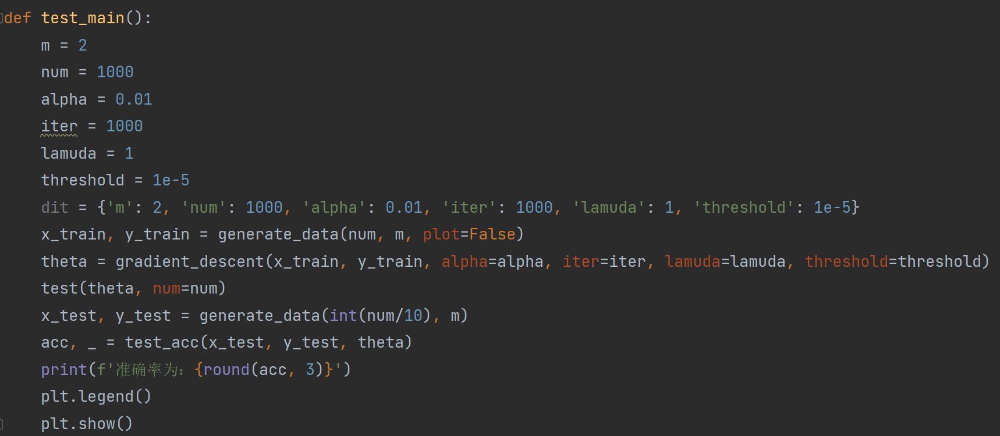 def test_main():
    m = 2
    num = 1000
    alpha = 0.01
    iter = 1000
    lamuda = 1
    threshold = 1e-5
    dit = {'m': 2, 'num': 1000, 'alpha': 0.01, 'iter': 1000, 'lamuda': 1, 'threshold': 1e-5}
    x_train, y_train = generate_data(num, m, plot=False)
    theta = gradient_descent(x_train, y_train, alpha=alpha, iter=iter, lamuda=lamuda, threshold=threshold)
    test(theta, num=num)
    x_test, y_test = generate_data(int(num/10), m)
    acc, _ = test_acc(x_test, y_test, theta)
    print(f'准确率为：{round(acc, 3)}')
    plt.legend()
    plt.show()